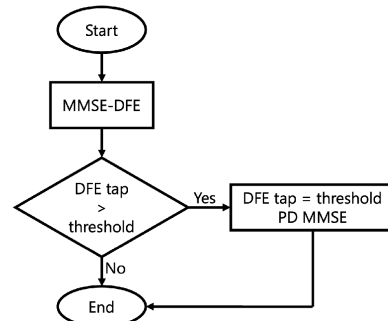 Start
MMSE-DFE
DFE tap
>
threshold
Yes
DFE tap = threshold
PD MMSE
No
End